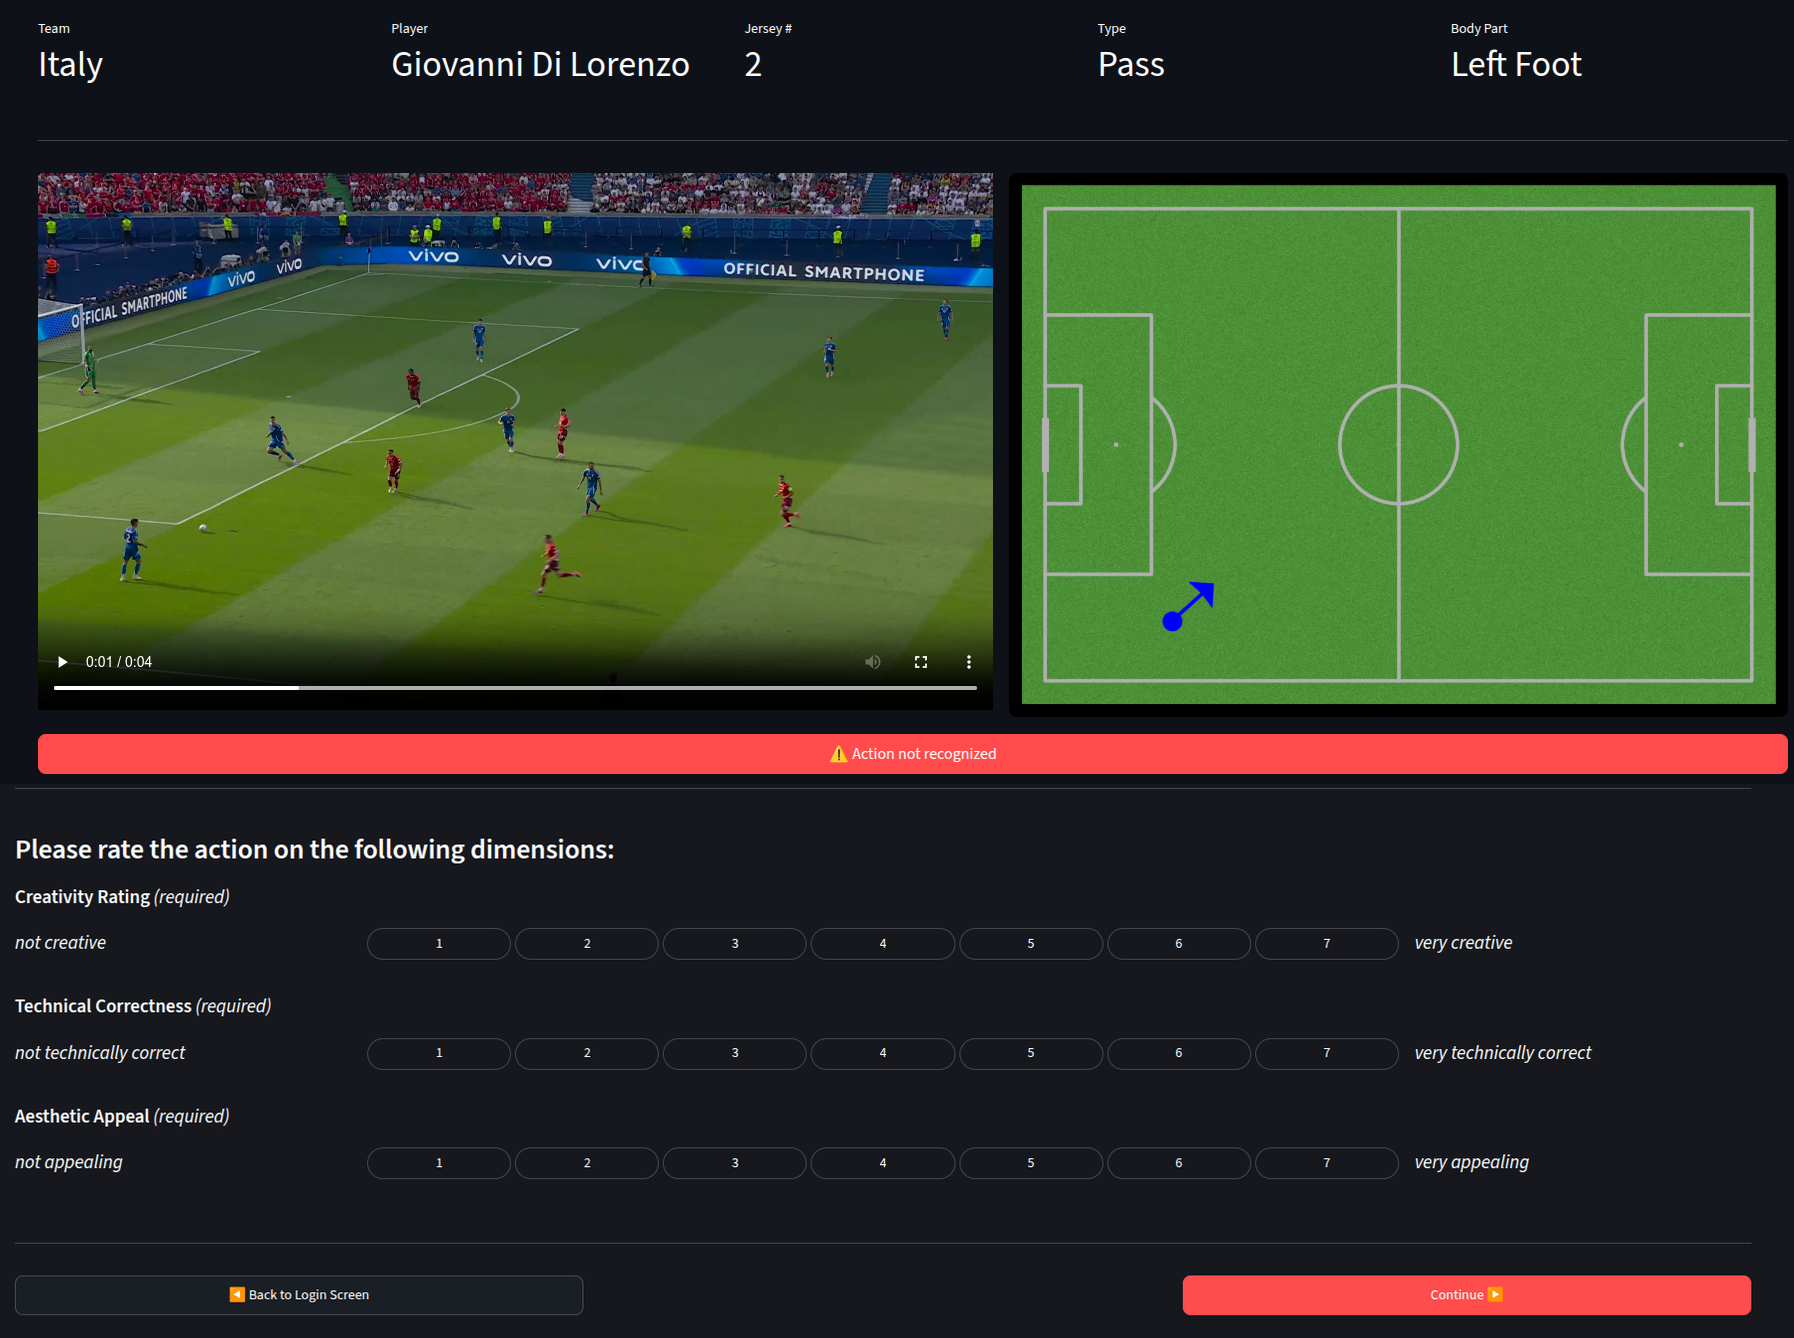 Team
Player
Jersey #
Type
Body Part
Italy
Giovanni Di Lorenzo
2
Pass
Left Foot
vivo
vivo
vivo
vivo
vivo
OFFICIAL SMARTPHONE
OFFICIAL SMARTPHONE
2
0:01 / 0:04
⚠️ Action not recognized
Please rate the action on the following dimensions:
Creativity Rating (required)
not creative 1 2 3 4 5 6 7 very creative
Technical Correctness (required)
not technically correct 1 2 3 4 5 6 7 very technically correct
Aesthetic Appeal (required)
not appealing 1 2 3 4 5 6 7 very appealing
◀️ Back to Login Screen
Continue ▶️